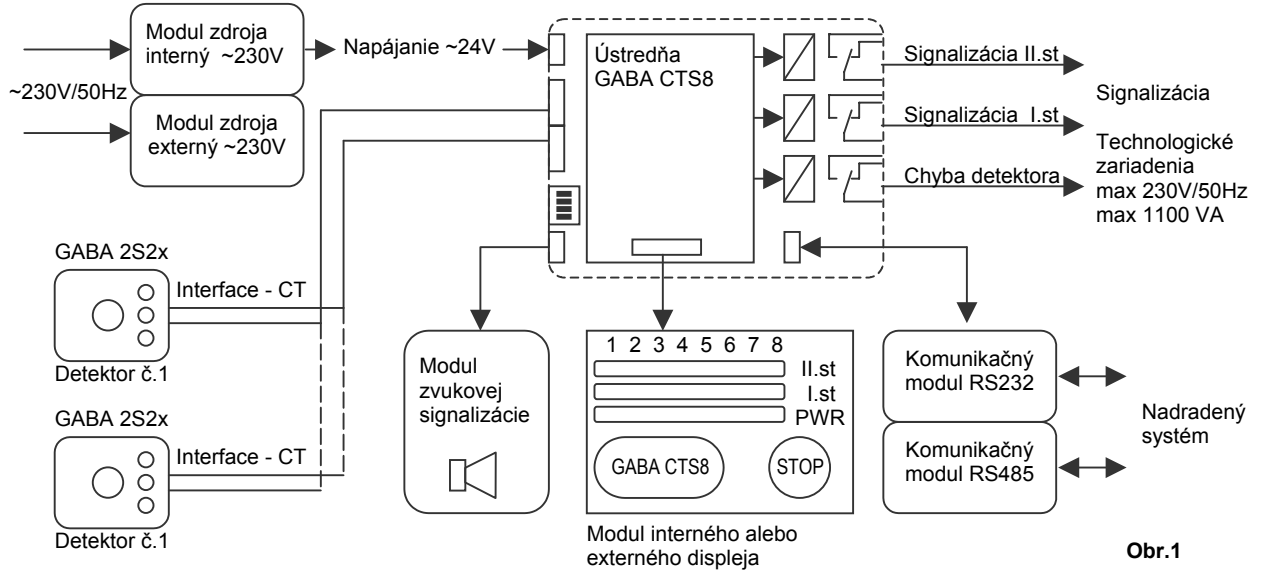 ~230V/50Hz
Modul zdroja
interný ~230V
Modul zdroja
externý ~230V
Napájanie ~24V
Ústredňa
GABA CTS8
Signalizácia II.st
Signalizácia I.st
Chyba detektora
Signalizácia
Technologické
zariadenia
max 230V/50Hz
max 1100 VA
GABA 2S2x
Interface - CT
Detektor č.1
GABA 2S2x
Interface - CT
Detektor č.1
Modul
zvukovej
signalizácie
1 2 3 4 5 6 7 8
II.st
I.st
PWR
GABA CTS8
STOP
Modul interného alebo
externého displeja
Komunikačný
modul RS232
Komunikačný
modul RS485
Nadradený
systém
Obr.1